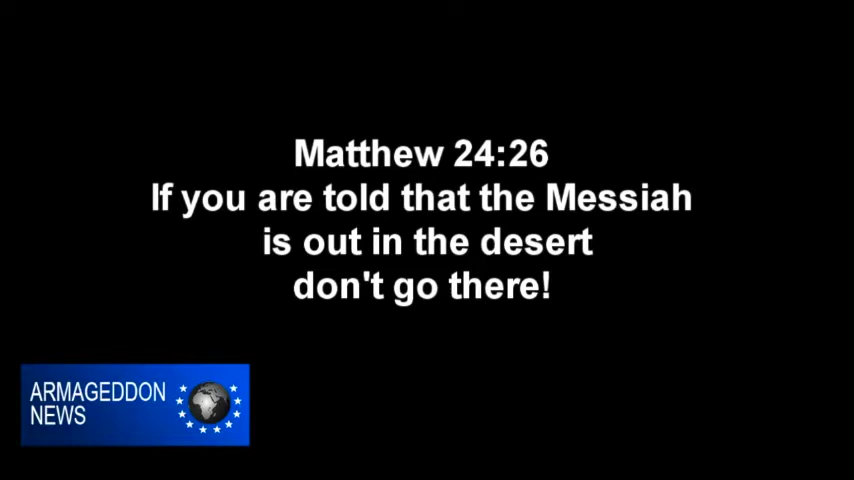 Matthew 24:26
If you are told that the Messiah
is out in the desert
don't go there!
ARMAGEDDON
NEWS